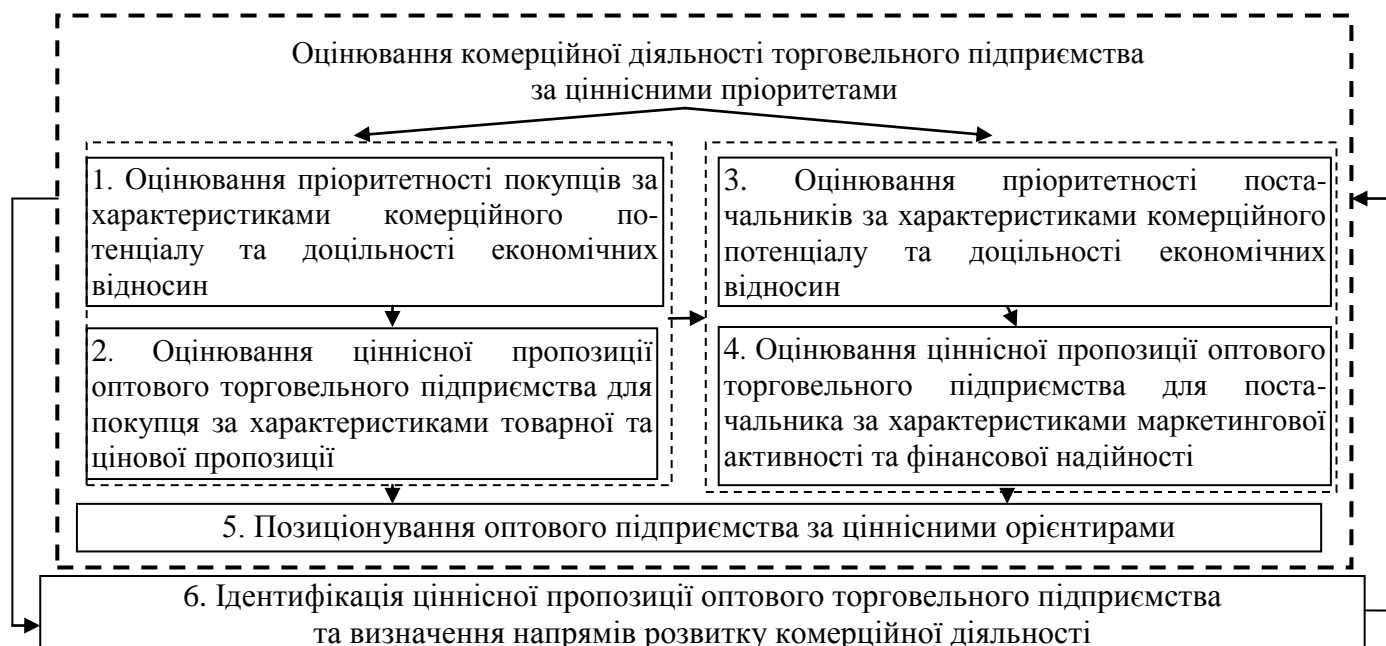 Оцінювання комерційної діяльності торговельного підприємства
за ціннісними пріоритетами
1. Оцінювання пріоритетності покупців за
характеристиками комерційного по-
тенціалу та доцільності економічних
відносин
2. Оцінювання ціннісної пропозиції
оптового торговельного підприємства для
покупця за характеристиками товарної та
цінової пропозиції
3. Оцінювання пріоритетності поста-
чальників за характеристиками комерційного
потенціалу та доцільності економічних
відносин
4. Оцінювання ціннісної пропозиції оптового
торговельного підприємства для поста-
чальника за характеристиками маркетингової
активності та фінансової надійності
5. Позиціонування оптового підприємства за ціннісними орієнтирами
6. Ідентифікація ціннісної пропозиції оптового торговельного підприємства
та визначення напрямів розвитку комерційної діяльності